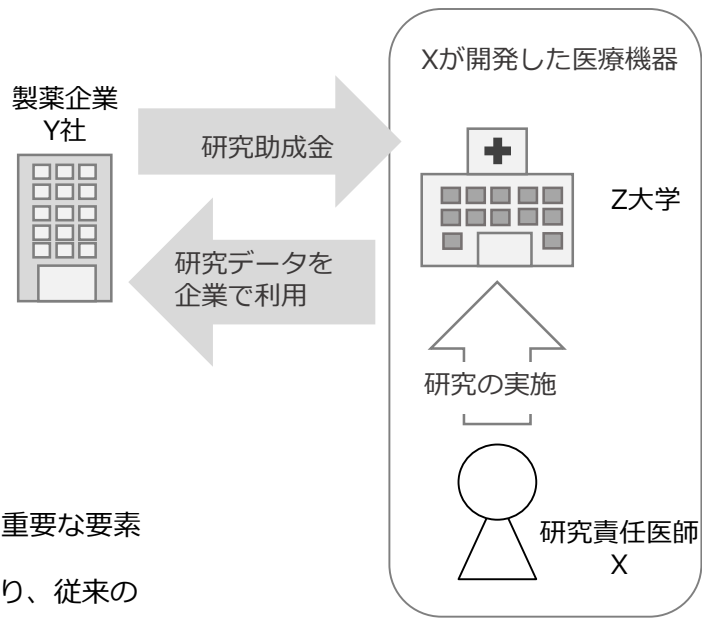 Xが開発した医療機器
製薬企業
Y社
研究助成金
Z大学
研究データを
企業で利用
研究の実施
重要な要素
研究責任医師
X
り、従来の